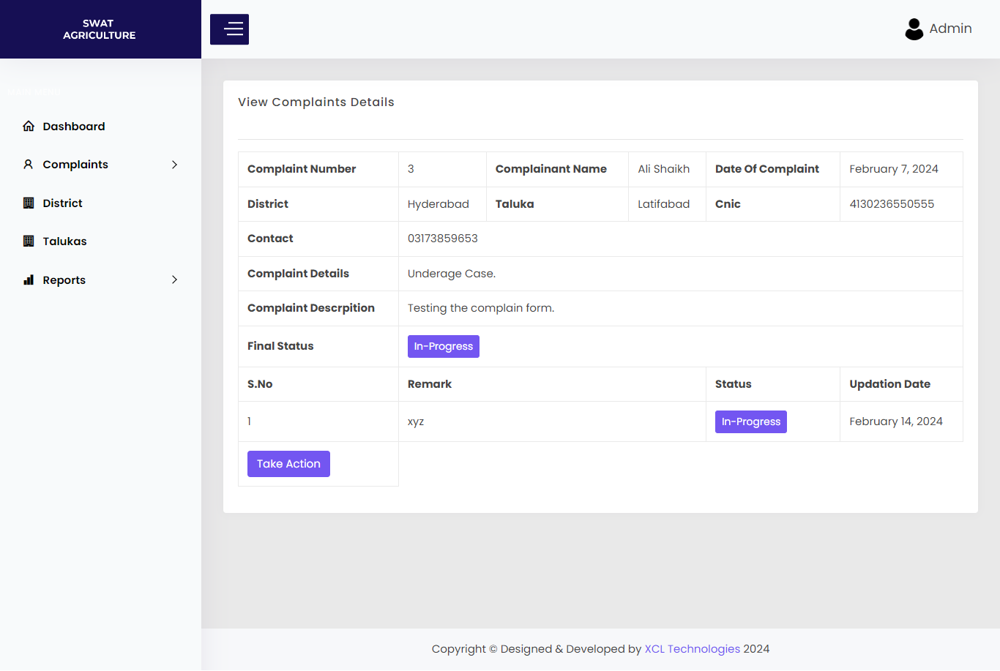 SWAT
AGRICULTURE
Admin
Dashboard
Complaints
District
Talukas
Reports
View Complaints Details
Complaint Number 3 Complainant Name Ali Shaikh Date Of Complaint February 7, 2024
District Hyderabad Taluka Latifabad Cnic 4130236550555
Contact 03173859653
Complaint Details Underage Case.
Complaint Descrpition Testing the complain form.
Final Status In-Progress
S.No Remark Status Updation Date
1 xyz In-Progress February 14, 2024
Take Action
Copyright © Designed & Developed by XCL Technologies 2024